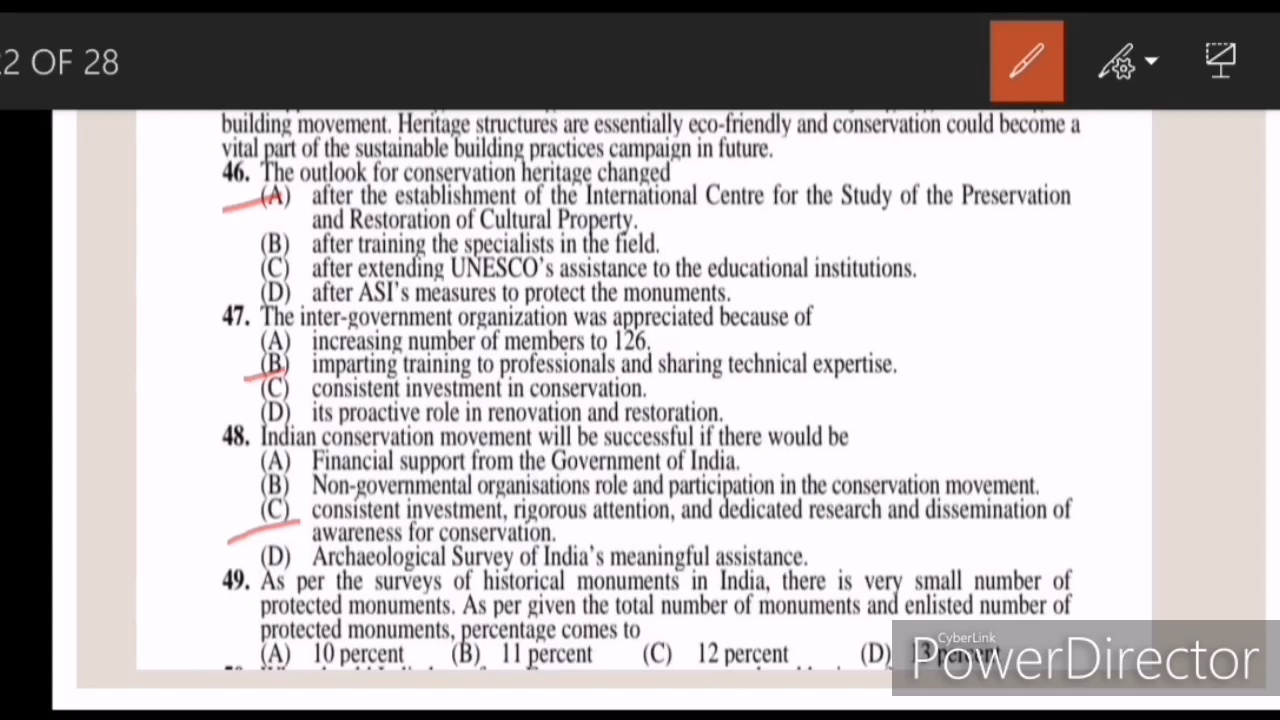 2 OF 28
building movement. Heritage structures are essentially eco-friendly and conservation could become a
vital part of the sustainable building practices campaign in future.
46. The outlook for conservation heritage changed
(A) after the establishment of the International Centre for the Study of the Preservation
and Restoration of Cultural Property.
(B) after training the specialists in the field.
(C) after extending UNESCO's assistance to the educational institutions.
(D) after ASI's measures to protect the monuments.
47. The inter-government organization was appreciated because of
(A) increasing number of members to 126.
(B) imparting training to professionals and sharing technical expertise.
(C) consistent investment in conservation.
(D) its proactive role in renovation and restoration.
48. Indian conservation movement will be successful if there would be
(A) Financial support from the Government of India.
(B) Non-governmental organisations role and participation in the conservation movement.
(C) consistent investment, rigorous attention, and dedicated research and dissemination of
awareness for conservation.
(D) Archaeological Survey of India's meaningful assistance.
49. As per the surveys of historical monuments in India, there is very small number of
protected monuments. As per given the total number of monuments and enlisted number of
protected monuments, percentage comes to
(A) 10 percent (B) 11 percent (C) 12 percent (D) 13 percent
CyberLink
PowerDirector